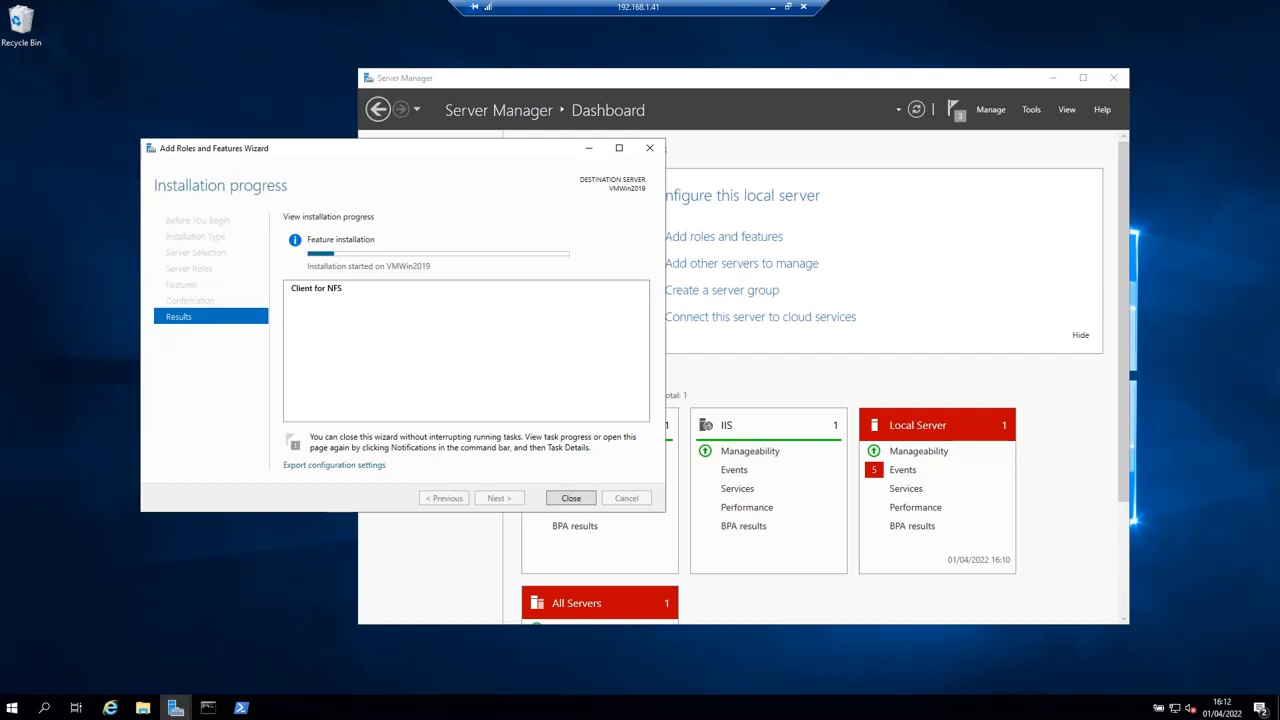 192.168.1.41
Recycle Bin
Server Manager
Server Manager
Dashboard
3
Manage
Tools
View
Help
Add Roles and Features Wizard
Installation progress
DESTINATION SERVER
VMWin2019
Before You Begin
Installation Type
Server Selection
Server Roles
Features
Confirmation
Results
View installation progress
Feature installation
Installation started on VMWin2019
Client for NFS
You can close this wizard without interrupting running tasks. View task progress or open this
page again by clicking Notifications in the command bar, and then Task Details.
Export configuration settings
< Previous
Next >
Close
Cancel
nfigure this local server
Add roles and features
Add other servers to manage
Create a server group
Connect this server to cloud services
Hide
otal: 1
1
BPA results
IIS
1
Manageability
Events
Services
Performance
BPA results
Local Server
1
Manageability
5
Events
Services
Performance
BPA results
01/04/2022 16:10
All Servers
1
16:12
01/04/2022
2